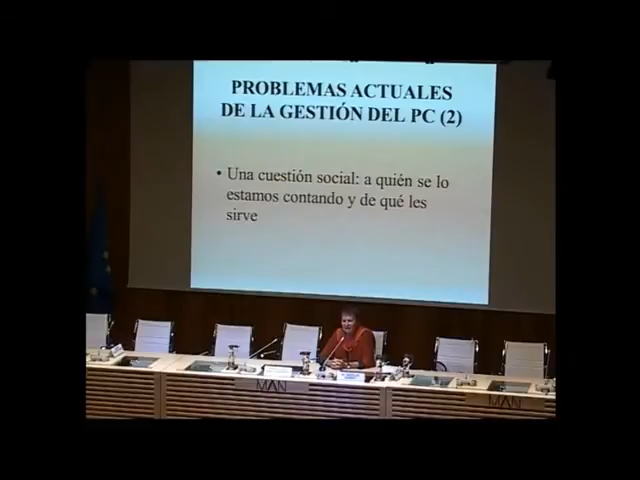 PROBLEMAS ACTUALES
DE LA GESTIÓN DEL PC (2)
• Una cuestión social: a quién se lo
estamos contando y de qué les
sirve
MAN
MAN